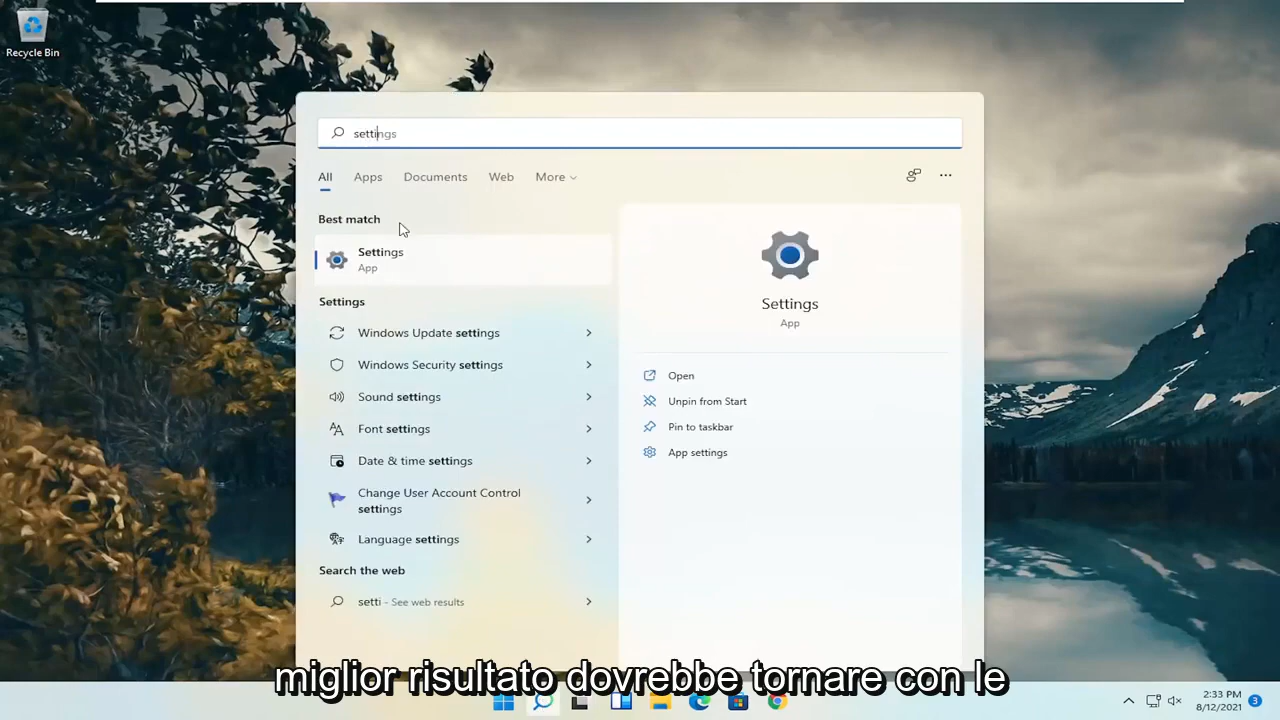 Recycle Bin
settings
All Apps Documents Web More
Best match
Settings
App
Settings
Windows Update settings
Windows Security settings
Sound settings
Font settings
Date & time settings
Change User Account Control
settings
Language settings
Search the web
setti - See web results
Settings
App
Open
Unpin from Start
Pin to taskbar
App settings
miglior risultato dovrebbe tornare con le
2:33 PM
8/12/2021
3